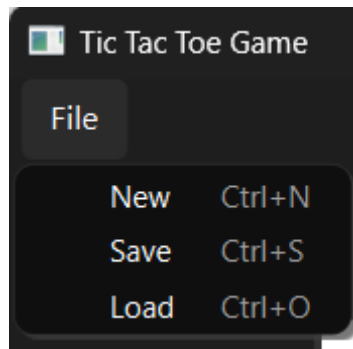 Tic Tac Toe Game
File
New Ctrl+N
Save Ctrl+S
Load Ctrl+O